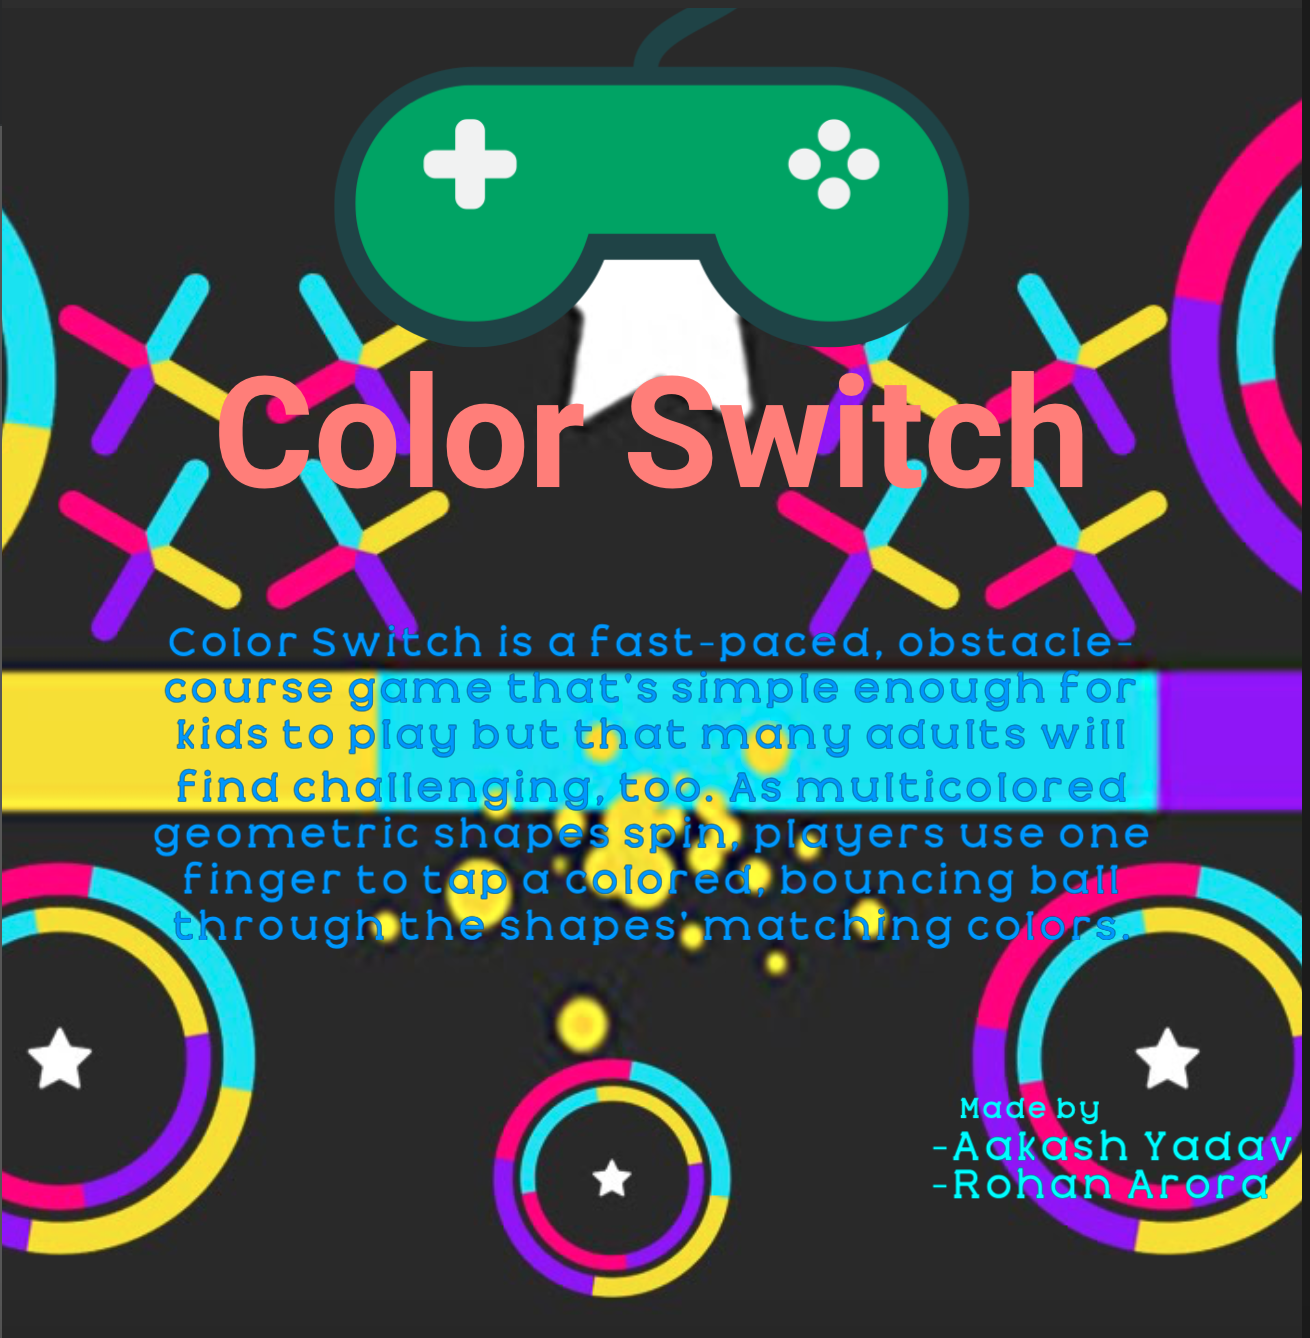 Color Switch
Color Switch is a fast-paced, obstacle-
course game that's simple enough for
kids to play but that many adults will
find challenging, too. As multicolored
geometric shapes spin, players use one
finger to tap a colored, bouncing ball
through the shapes' matching colors.
Made by
-Aakash Yadav
-Rohan Arora